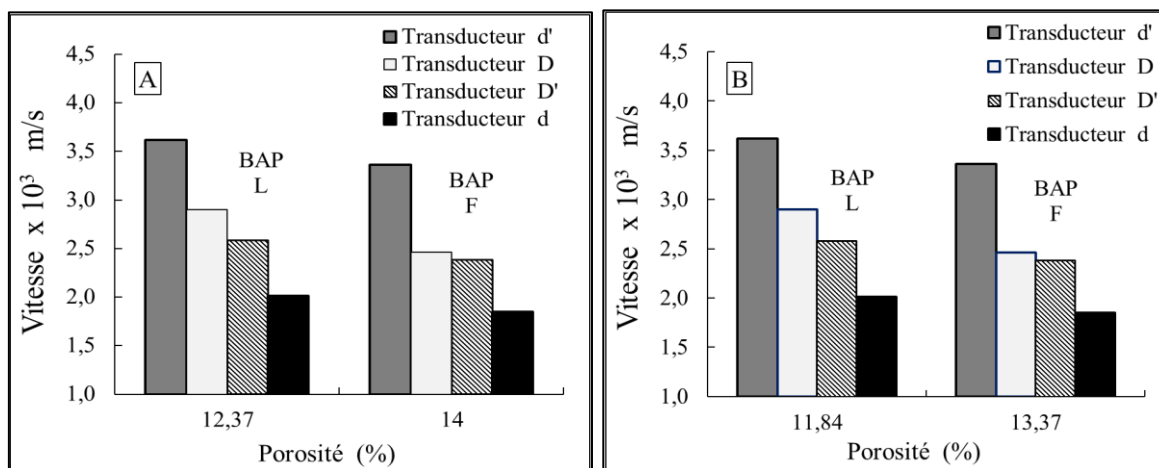 Transducteur d'
Transducteur D
Transducteur D'
Transducteur d
A
BAP
L
BAP
F
4,5
4,0
3,5
3,0
2,5
2,0
1,5
1,0
Vitesse x 10³ m/s
12,37
14
Porosité (%)
Transducteur d'
Transducteur D
Transducteur D'
Transducteur d
B
BAP
L
BAP
F
4,5
4,0
3,5
3,0
2,5
2,0
1,5
1,0
Vitesse x 10³ m/s
11,84
13,37
Porosité (%)